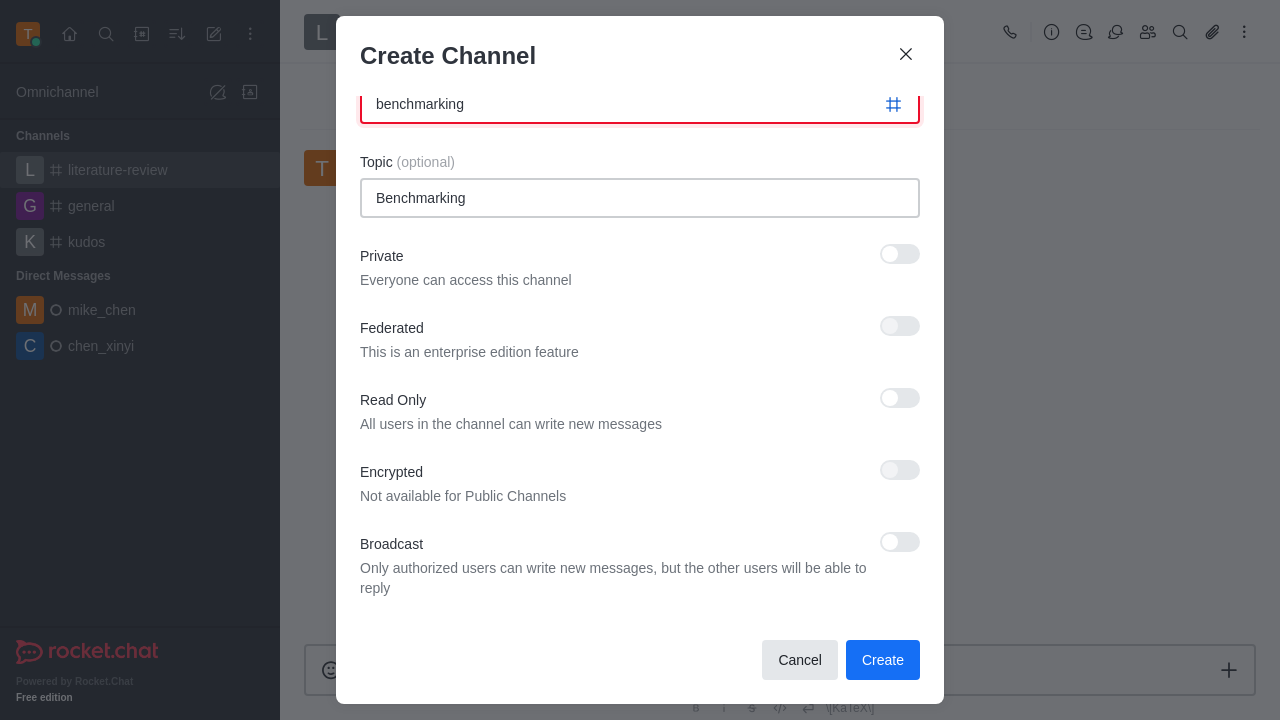 T
L
Create Channel
Omnichannel
benchmarking
Channels
Topic (optional)
L literature-review
T
Benchmarking
G general
K kudos
Private
Everyone can access this channel
Direct Messages
M mike_chen
Federated
C chen_xinyi
This is an enterprise edition feature
Read Only
All users in the channel can write new messages
Encrypted
Not available for Public Channels
Broadcast
Only authorized users can write new messages, but the other users will be able to
reply
rocket.chat
Cancel
Create
Powered by Rocket.Chat
Free edition
\[KaTeX\]